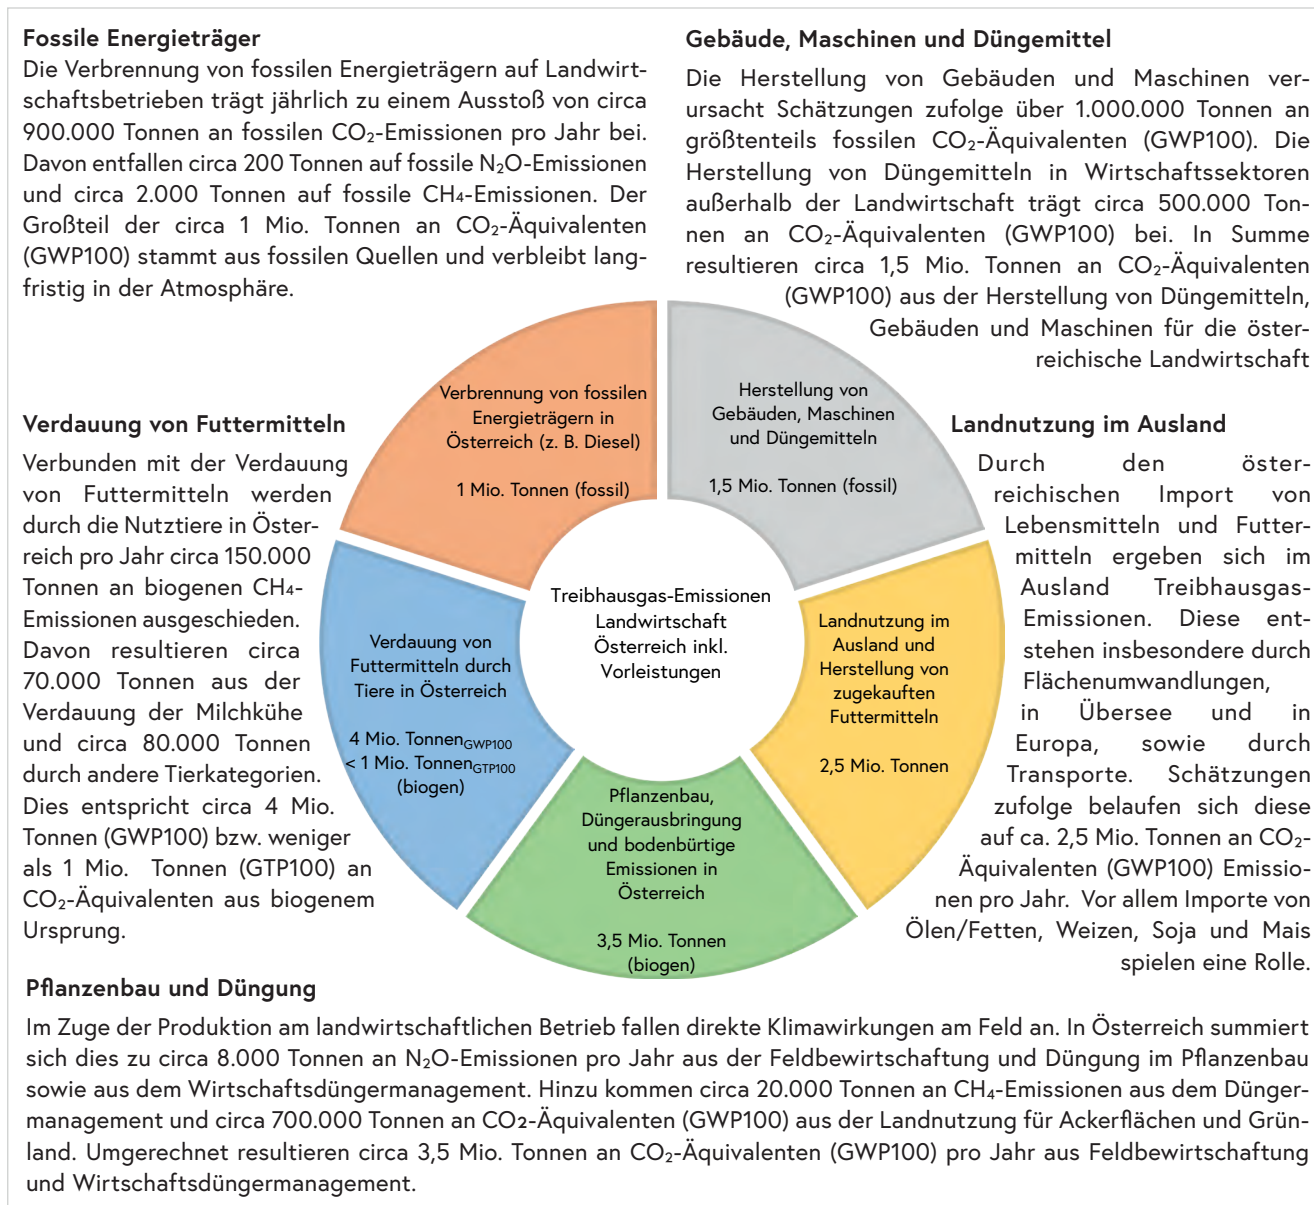 Fossile Energieträger
Die Verbrennung von fossilen Energieträgern auf Landwirt-
schaftsbetrieben trägt jährlich zu einem Ausstoß von circa
900.000 Tonnen an fossilen CO₂-Emissionen pro Jahr bei.
Davon entfallen circa 200 Tonnen auf fossile N₂O-Emissionen
und circa 2.000 Tonnen auf fossile CH₄-Emissionen. Der
Großteil der circa 1 Mio. Tonnen an CO₂-Äquivalenten
(GWP100) stammt aus fossilen Quellen und verbleibt lang-
fristig in der Atmosphäre.
Gebäude, Maschinen und Düngemittel
Die Herstellung von Gebäuden und Maschinen ver-
ursacht Schätzungen zufolge über 1.000.000 Tonnen an
größtenteils fossilen CO₂-Äquivalenten (GWP100). Die
Herstellung von Düngemitteln in Wirtschaftssektoren
außerhalb der Landwirtschaft trägt circa 500.000 Ton-
nen an CO₂-Äquivalenten (GWP100) bei. In Summe
resultieren circa 1,5 Mio. Tonnen an CO₂-Äquivalenten
(GWP100) aus der Herstellung von Düngemitteln,
Gebäuden und Maschinen für die öster-
reichische Landwirtschaft
Verbrennung von fossilen
Energieträgern in
Österreich (z. B. Diesel)
1 Mio. Tonnen (fossil)
Herstellung von
Gebäuden, Maschinen
und Düngemitteln
1,5 Mio. Tonnen (fossil)
Verdauung von Futtermitteln
Verbunden mit der Verdauung
von Futtermitteln werden
durch die Nutztiere in Öster-
reich pro Jahr circa 150.000
Tonnen an biogenen CH₄-
Emissionen ausgeschieden.
Davon resultieren circa
70.000 Tonnen aus der
Verdauung der Milchkühe
und circa 80.000 Tonnen
durch andere Tierkategorien.
Dies entspricht circa 4 Mio.
Tonnen (GWP100) bzw. weniger
als 1 Mio. Tonnen (GTP100) an
CO₂-Äquivalenten aus biogenem
Ursprung.
Verdauung von
Futtermitteln durch
Tiere in Österreich
4 Mio. Tonnen GWP100
< 1 Mio. Tonnen GTP100
(biogen)
Treibhausgas-Emissionen
Landwirtschaft
Österreich inkl.
Vorleistungen
Landnutzung im
Ausland und
Herstellung von
zugekauften
Futtermitteln
2,5 Mio. Tonnen
Landnutzung im Ausland
Durch den öster-
reichischen Import von
Lebensmitteln und Futter-
mitteln ergeben sich im
Ausland Treibhausgas-
Emissionen. Diese ent-
stehen insbesondere durch
Flächenumwandlungen,
in Übersee und in
Europa, sowie durch
Transporte. Schätzungen
zufolge belaufen sich diese
auf ca. 2,5 Mio. Tonnen an CO₂-
Äquivalenten (GWP100) Emissio-
nen pro Jahr. Vor allem Importe von
Ölen/Fetten, Weizen, Soja und Mais
spielen eine Rolle.
Pflanzenbau,
Düngerausbringung
und bodenbürtige
Emissionen in
Österreich
3,5 Mio. Tonnen
(biogen)
Pflanzenbau und Düngung
Im Zuge der Produktion am landwirtschaftlichen Betrieb fallen direkte Klimawirkungen am Feld an. In Österreich summiert
sich dies zu circa 8.000 Tonnen an N₂O-Emissionen pro Jahr aus der Feldbewirtschaftung und Düngung im Pflanzenbau
sowie aus dem Wirtschaftsdüngermanagement. Hinzu kommen circa 20.000 Tonnen an CH₄-Emissionen aus dem Dünger-
management und circa 700.000 Tonnen an CO₂-Äquivalenten (GWP100) aus der Landnutzung für Ackerflächen und Grün-
land. Umgerechnet resultieren circa 3,5 Mio. Tonnen an CO₂-Äquivalenten (GWP100) pro Jahr aus Feldbewirtschaftung
und Wirtschaftsdüngermanagement.